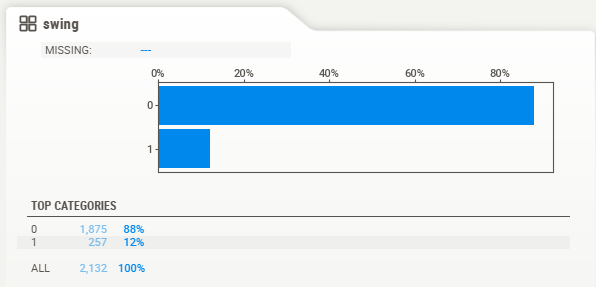 swing
MISSING: ---
0% 20% 40% 60% 80%
0
1
TOP CATEGORIES
0 1,875 88%
1 257 12%
ALL 2,132 100%